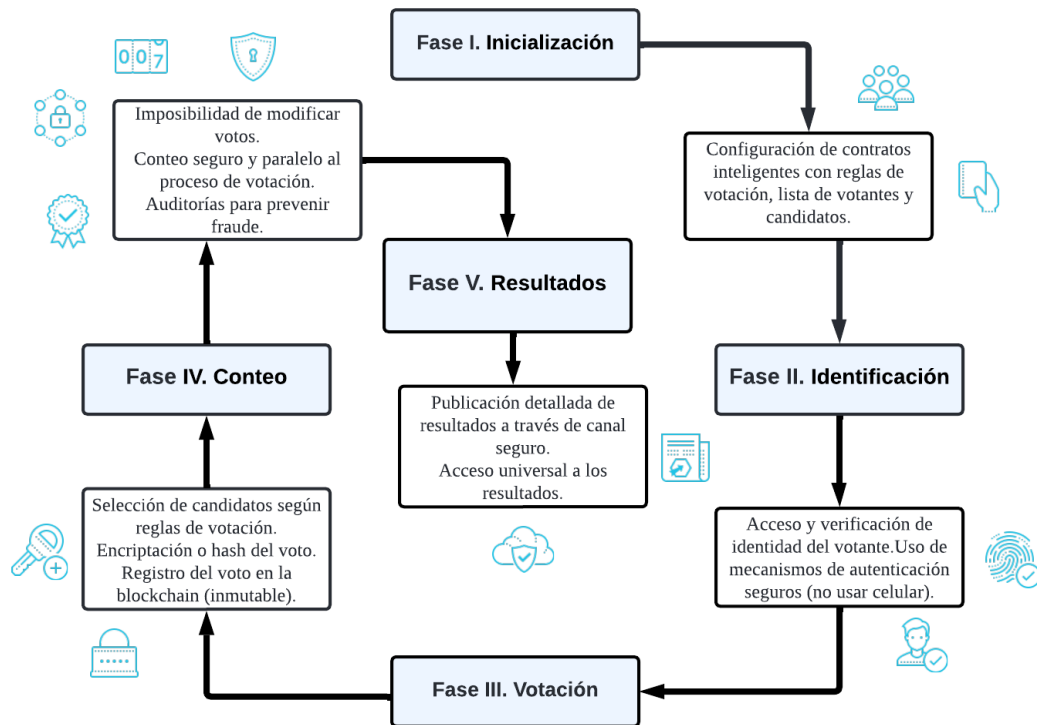 Fase I. Inicialización
Configuración de contratos
inteligentes con reglas de
votación, lista de votantes y
candidatos.
Fase II. Identificación
Acceso y verificación de
identidad del votante.Uso de
mecanismos de autenticación
seguros (no usar celular).
Fase III. Votación
Selección de candidatos según
reglas de votación.
Encriptación o hash del voto.
Registro del voto en la
blockchain (inmutable).
Fase IV. Conteo
007
Imposibilidad de modificar
votos.
Conteo seguro y paralelo al
proceso de votación.
Auditorías para prevenir
fraude.
Fase V. Resultados
Publicación detallada de
resultados a través de canal
seguro.
Acceso universal a los
resultados.